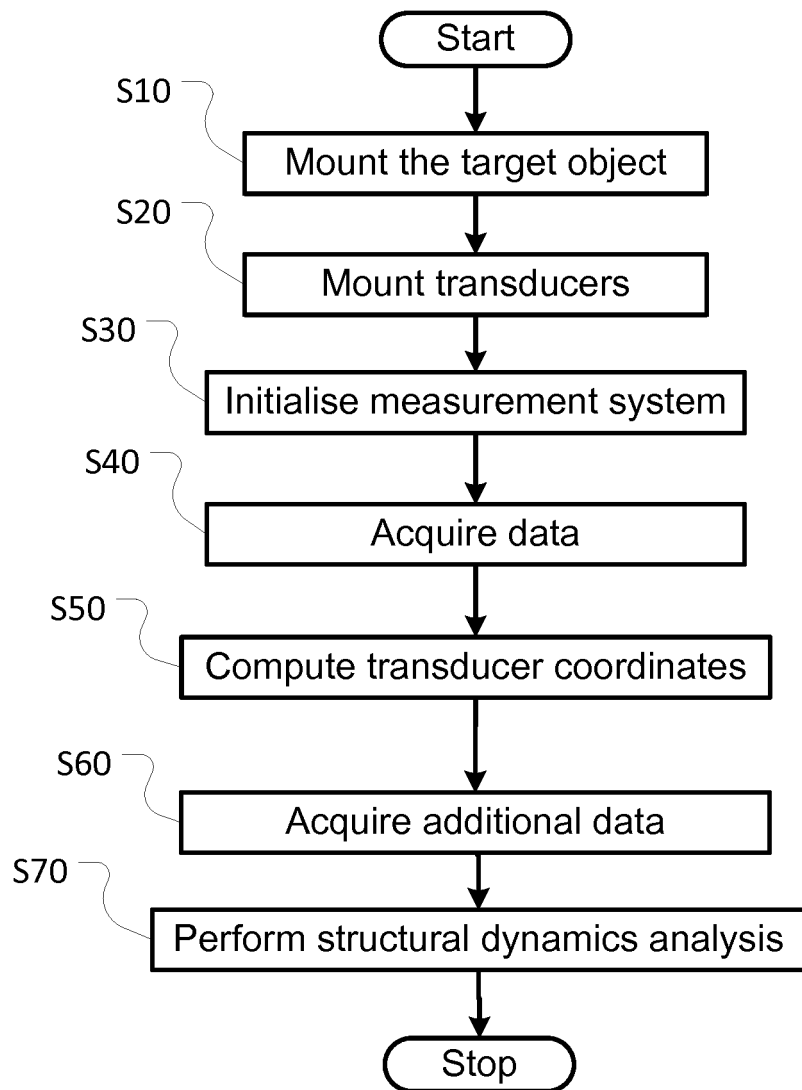 Start
S10
Mount the target object
S20
Mount transducers
S30
Initialise measurement system
S40
Acquire data
S50
Compute transducer coordinates
S60
Acquire additional data
S70
Perform structural dynamics analysis
Stop